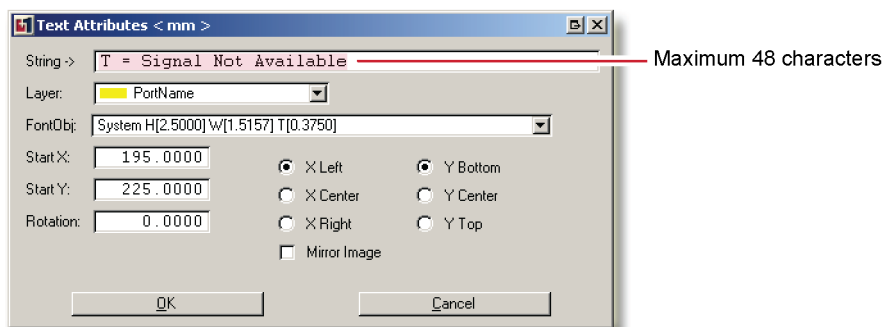 Text Attributes < mm >
String -> T = Signal Not Available
Maximum 48 characters
Layer: PortName
FontObj: System H[2.5000] W[1.5157] T[0.3750]
Start X: 195.0000
X Left Y Bottom
Start Y: 225.0000
X Center Y Center
Rotation: 0.0000
X Right Y Top
Mirror Image
OK Cancel